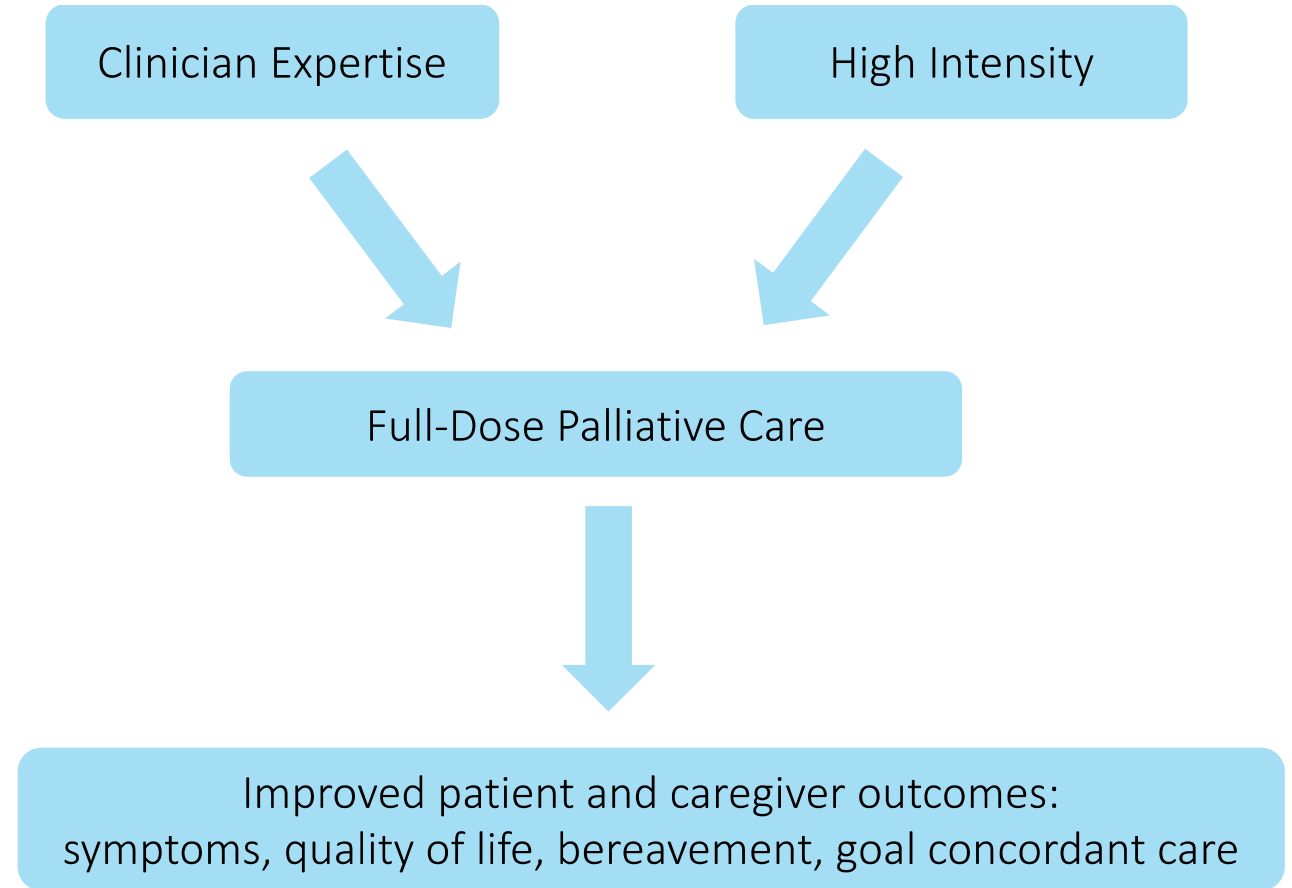 Clinician Expertise
High Intensity
Full-Dose Palliative Care
Improved patient and caregiver outcomes:
symptoms, quality of life, bereavement, goal concordant care